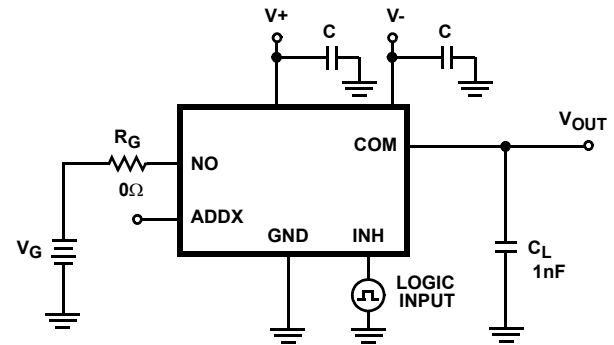 V+
V-
C
C
RG
0Ω
NO
COM
VOUT
ADDX
VG
GND
INH
LOGIC
INPUT
CL
1nF